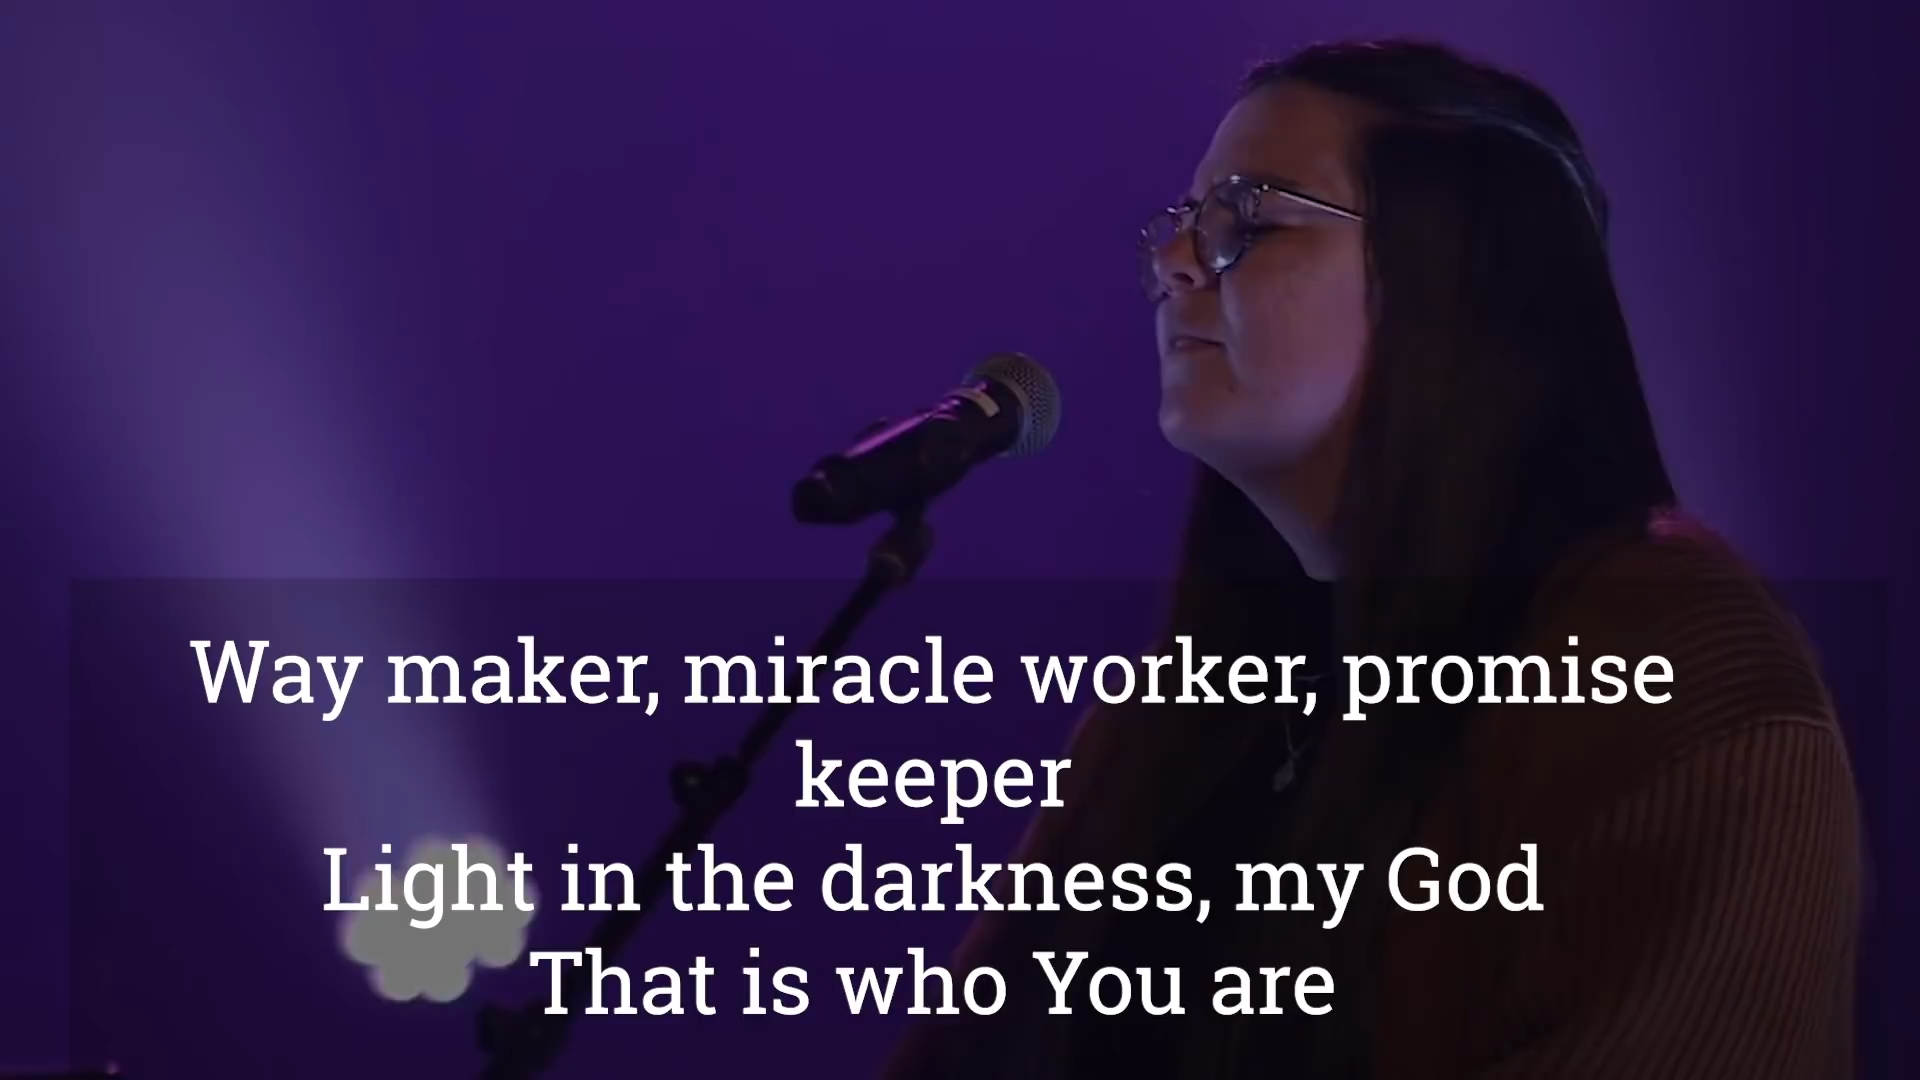 Way maker, miracle worker, promise
keeper
Light in the darkness, my God
That is who You are